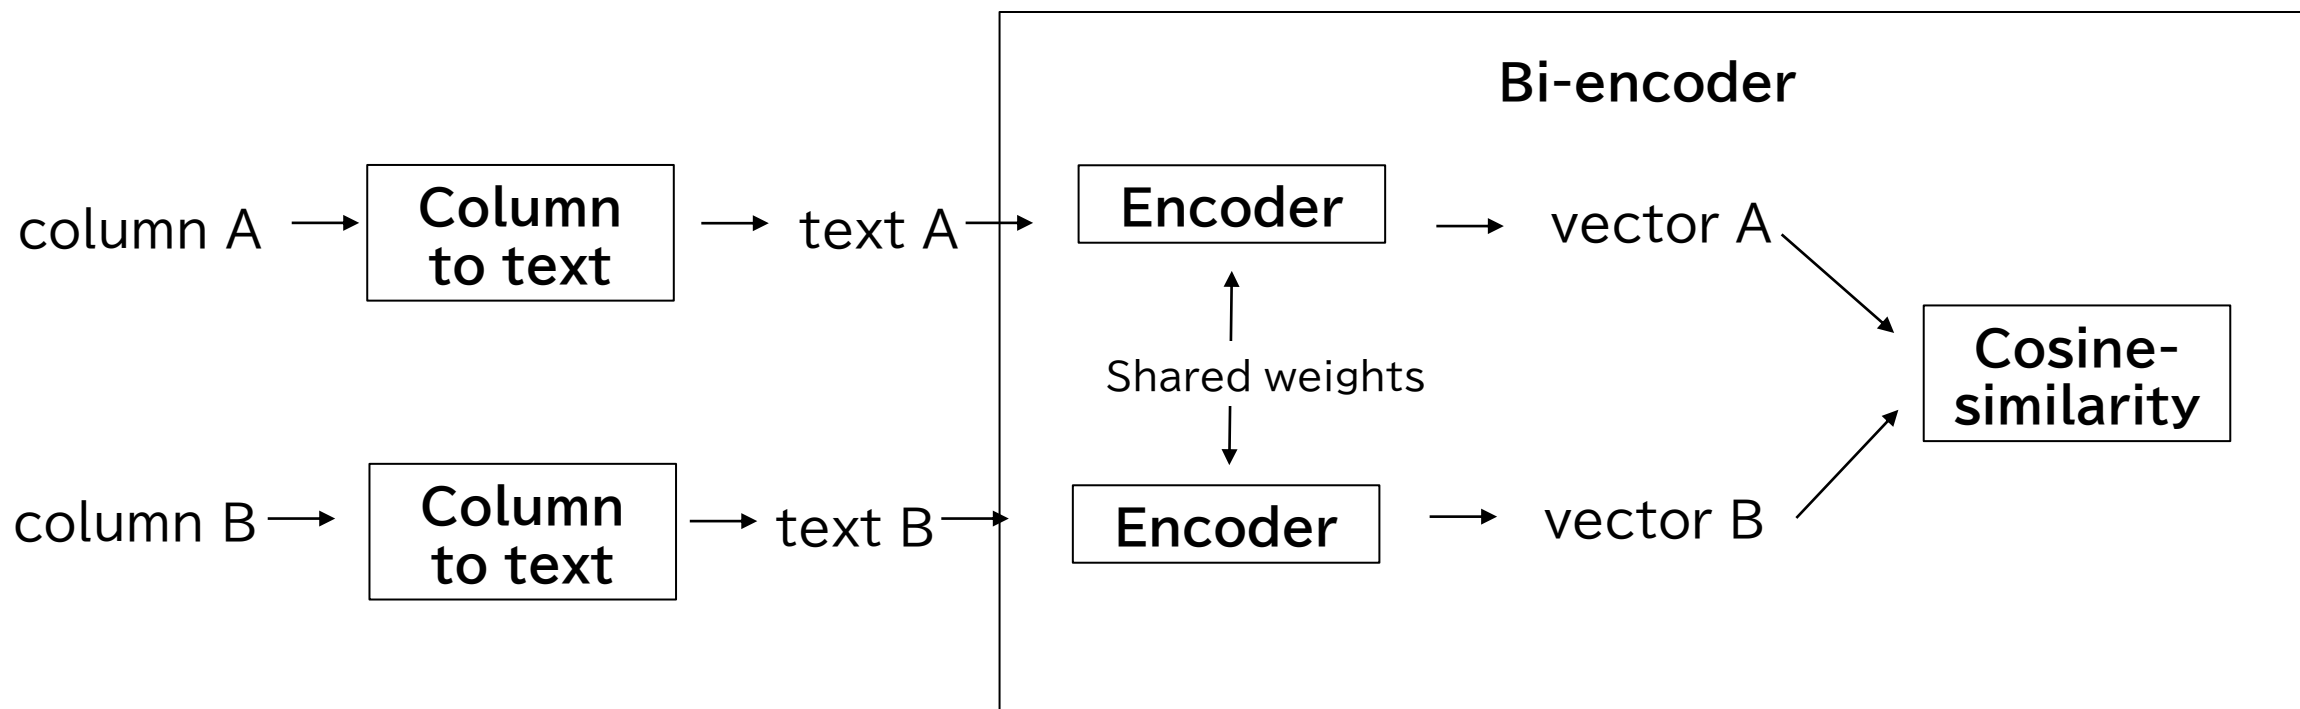 Bi-encoder
column A
Column
to text
text A
Encoder
vector A
Shared weights
Cosine-
similarity
column B
Column
to text
text B
Encoder
vector B